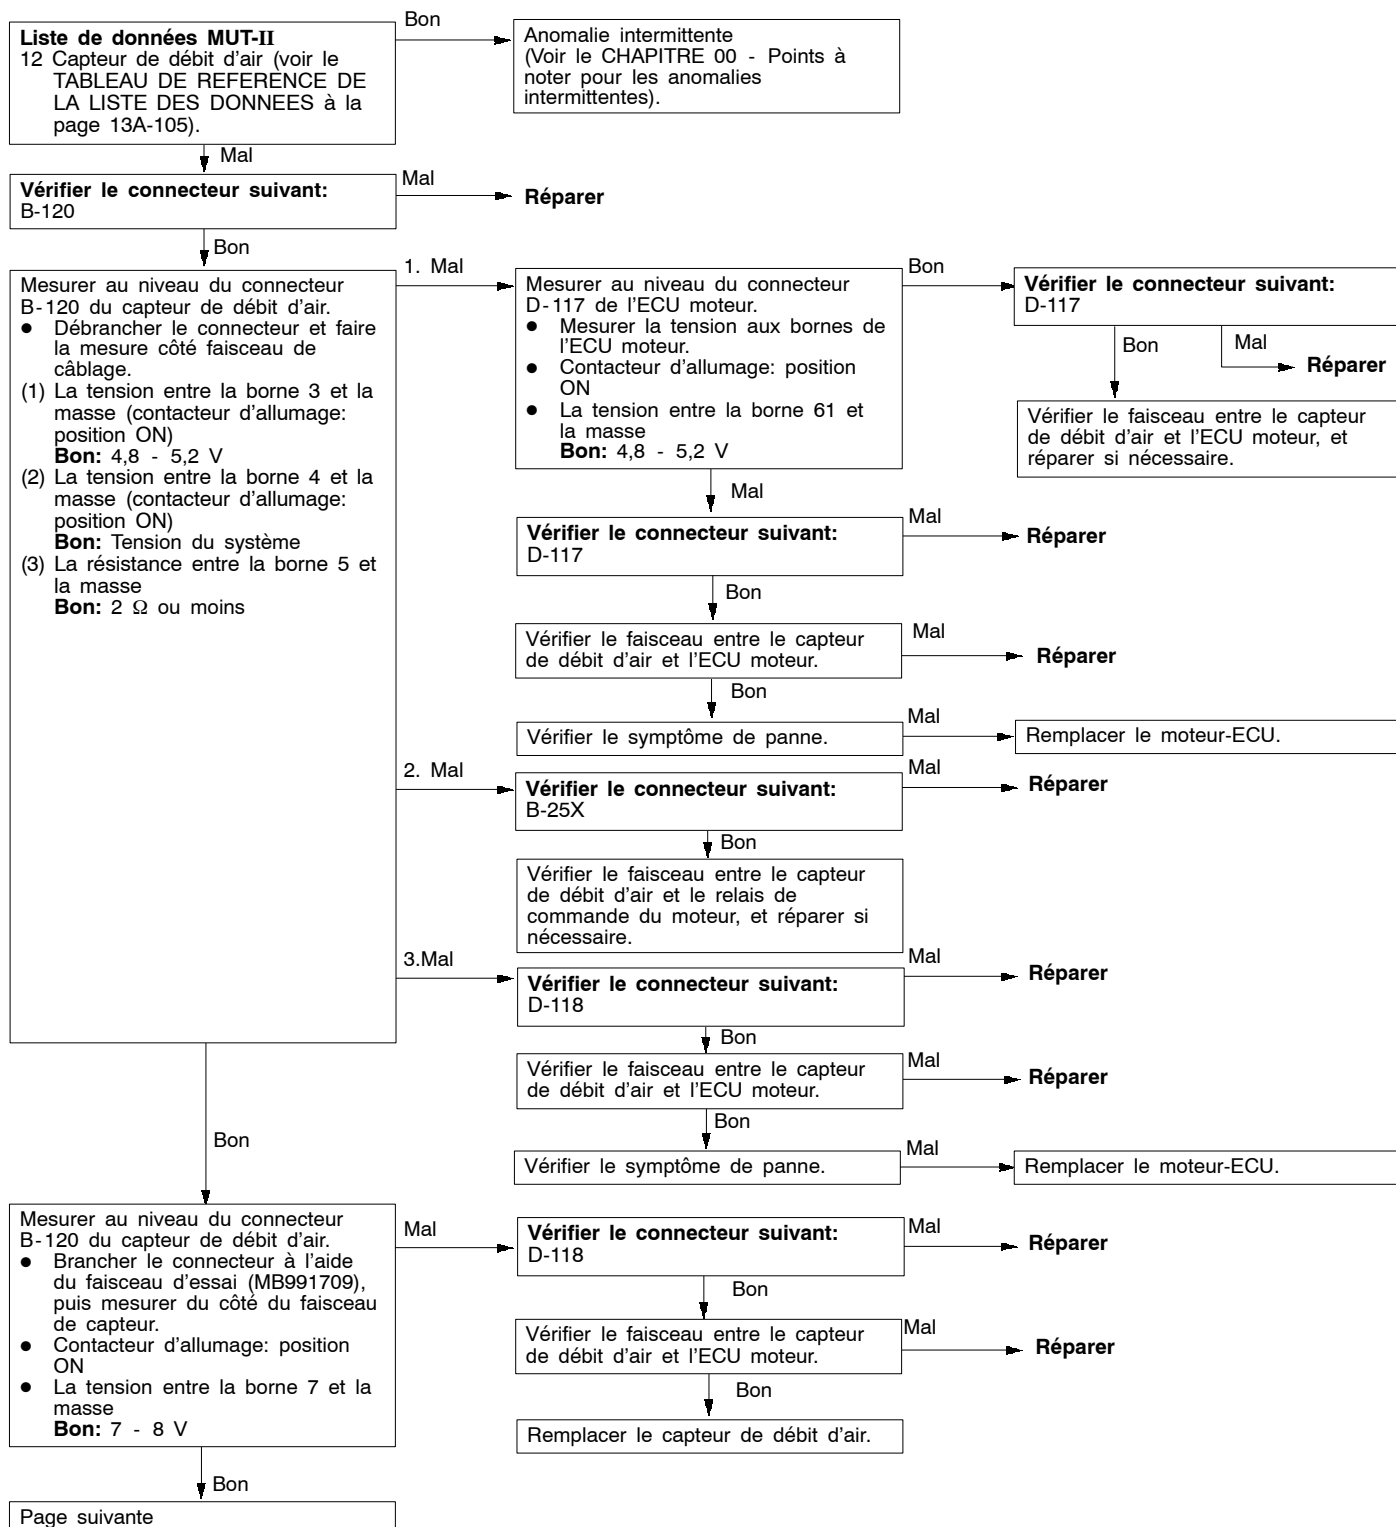 Liste de données MUT-II
12 Capteur de débit d'air (voir le
TABLEAU DE REFERENCE DE
LA LISTE DES DONNEES à la
page 13A-105).
Bon
Anomalie intermittente
(Voir le CHAPITRE 00 - Points à
noter pour les anomalies
intermittentes).
Mal
Vérifier le connecteur suivant:
B-120
Mal
Réparer
Bon
Mesurer au niveau du connecteur
B-120 du capteur de débit d'air.
● Débrancher le connecteur et faire
la mesure côté faisceau de
câblage.
(1) La tension entre la borne 3 et la
masse (contacteur d'allumage:
position ON)
Bon: 4,8 - 5,2 V
(2) La tension entre la borne 4 et la
masse (contacteur d'allumage:
position ON)
Bon: Tension du système
(3) La résistance entre la borne 5 et
la masse
Bon: 2 Ω ou moins
1. Mal
Mesurer au niveau du connecteur
D-117 de l'ECU moteur.
● Mesurer la tension aux bornes de
l'ECU moteur.
● Contacteur d'allumage: position
ON
● La tension entre la borne 61 et
la masse
Bon: 4,8 - 5,2 V
Bon
Vérifier le connecteur suivant:
D-117
Bon
Mal
Réparer
Vérifier le faisceau entre le capteur
de débit d'air et l'ECU moteur, et
réparer si nécessaire.
Mal
Vérifier le connecteur suivant:
D-117
Mal
Réparer
Bon
Vérifier le faisceau entre le capteur
de débit d'air et l'ECU moteur.
Mal
Réparer
Bon
Vérifier le symptôme de panne.
Mal
Remplacer le moteur-ECU.
2. Mal
Vérifier le connecteur suivant:
B-25X
Mal
Réparer
Bon
Vérifier le faisceau entre le capteur
de débit d'air et le relais de
commande du moteur, et réparer si
nécessaire.
3.Mal
Vérifier le connecteur suivant:
D-118
Mal
Réparer
Bon
Vérifier le faisceau entre le capteur
de débit d'air et l'ECU moteur.
Mal
Réparer
Bon
Vérifier le symptôme de panne.
Mal
Remplacer le moteur-ECU.
Bon
Mesurer au niveau du connecteur
B-120 du capteur de débit d'air.
● Brancher le connecteur à l'aide
du faisceau d'essai (MB991709),
puis mesurer du côté du faisceau
de capteur.
● Contacteur d'allumage: position
ON
● La tension entre la borne 7 et la
masse
Bon: 7 - 8 V
Mal
Vérifier le connecteur suivant:
D-118
Mal
Réparer
Bon
Vérifier le faisceau entre le capteur
de débit d'air et l'ECU moteur.
Mal
Réparer
Bon
Remplacer le capteur de débit d'air.
Bon
Page suivante